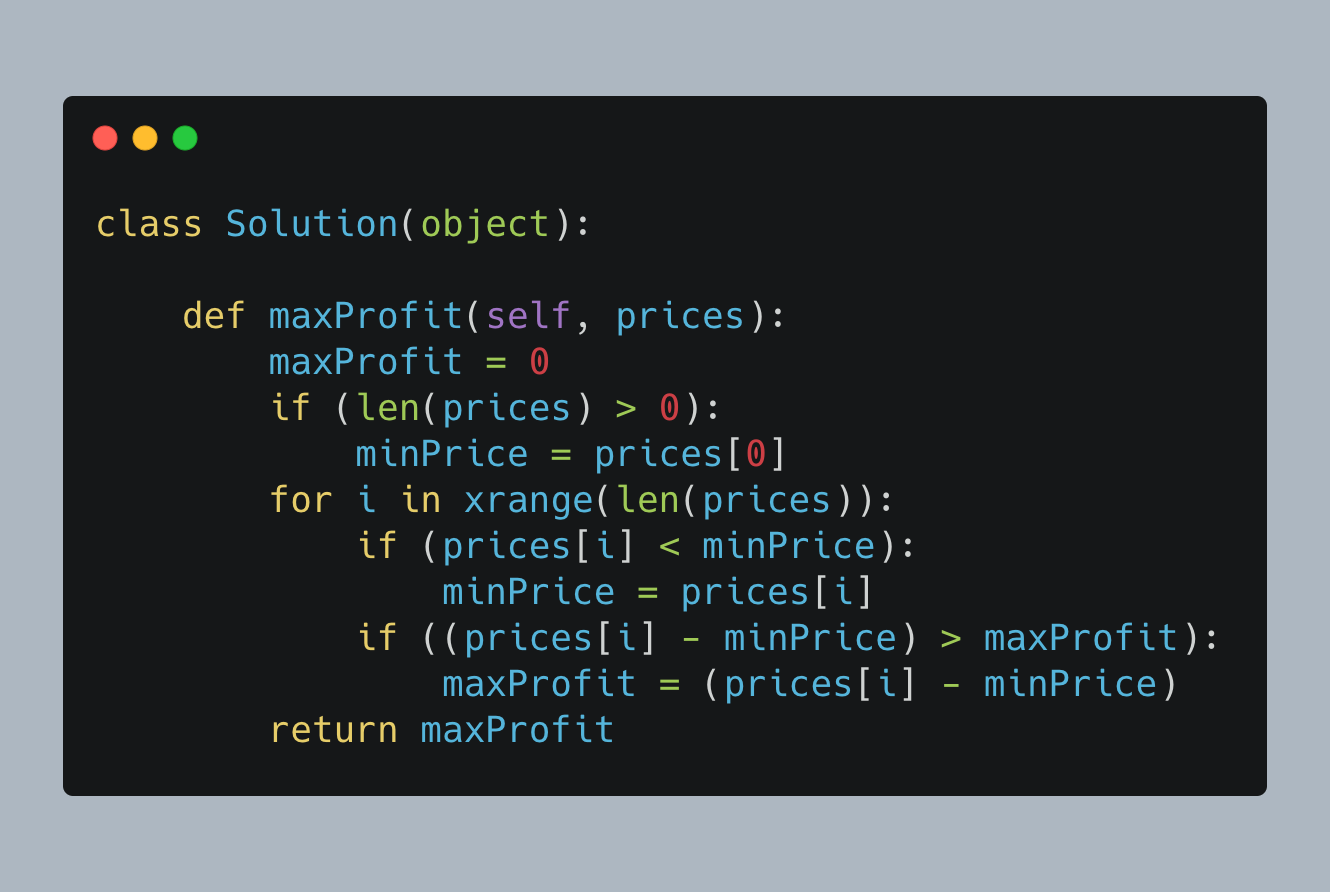 class Solution(object):

    def maxProfit(self, prices):
        maxProfit = 0
        if (len(prices) > 0):
            minPrice = prices[0]
        for i in xrange(len(prices)):
            if (prices[i] < minPrice):
                minPrice = prices[i]
            if ((prices[i] - minPrice) > maxProfit):
                maxProfit = (prices[i] - minPrice)
        return maxProfit